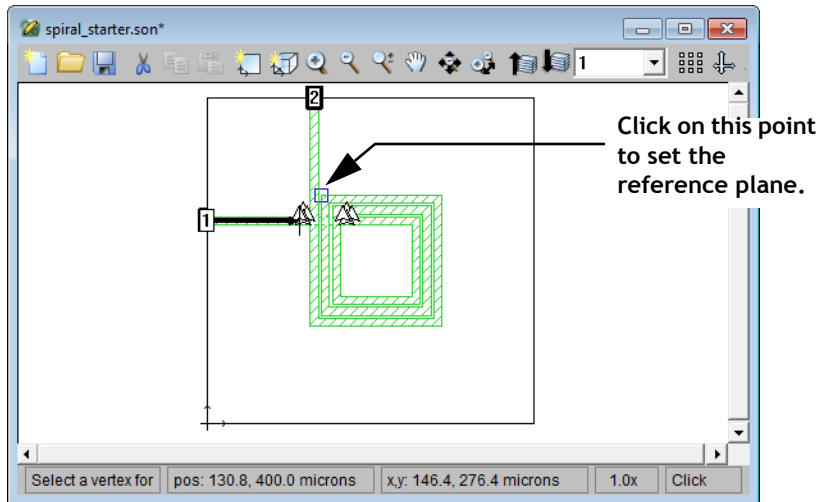 spiral_starter.son*
1
2
Click on this point
to set the
reference plane.
1
Select a vertex for
pos: 130.8, 400.0 microns
x,y: 146.4, 276.4 microns
1.0x
Click